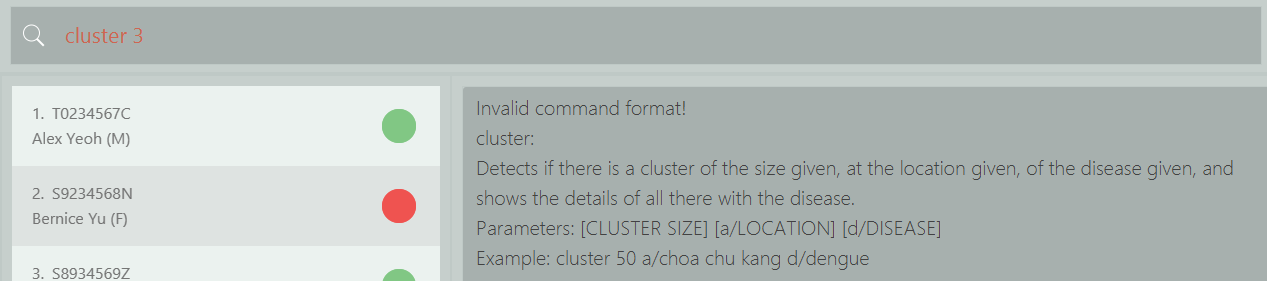 cluster 3
1. T0234567C
Alex Yeoh (M)
2. S9234568N
Bernice Yu (F)
3. S8934569Z
Invalid command format!
cluster:
Detects if there is a cluster of the size given, at the location given, of the disease given, and
shows the details of all there with the disease.
Parameters: [CLUSTER SIZE] [a/LOCATION] [d/DISEASE]
Example: cluster 50 a/choa chu kang d/dengue